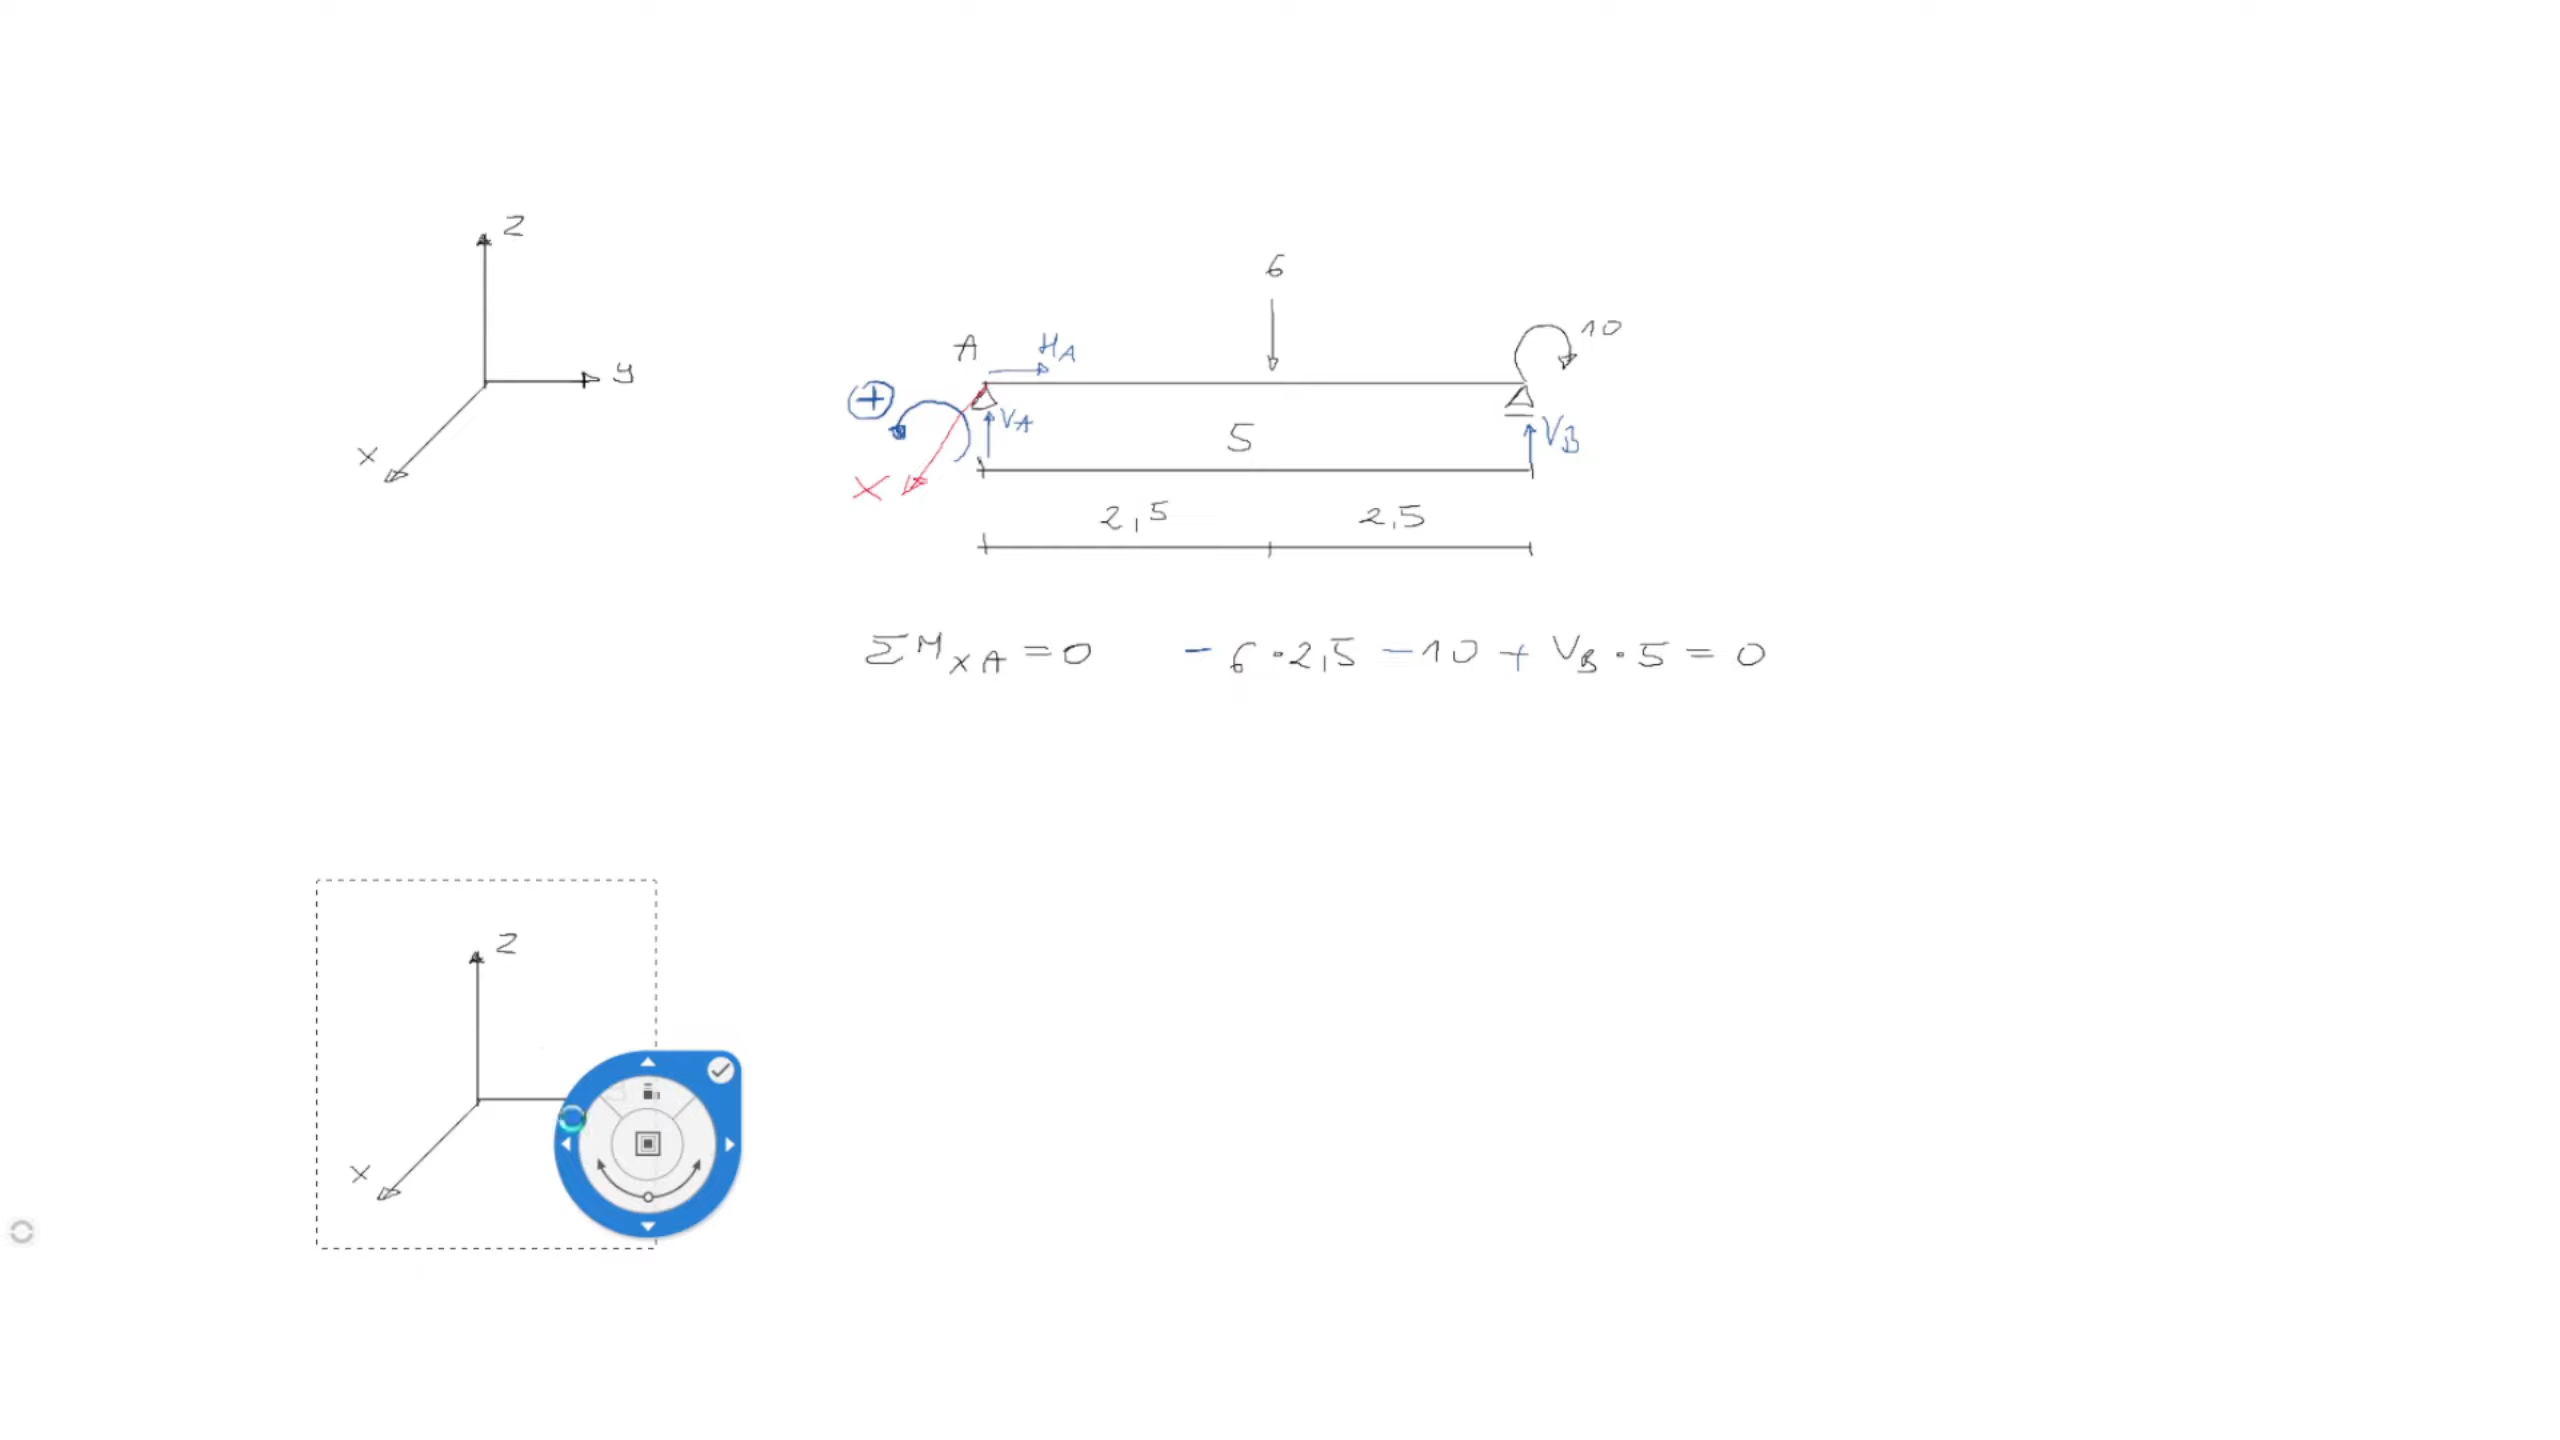 z
y
x
6
10
A
H_A
+
V_A
V_B
5
x
2,5 2,5
ΣM_xA = 0 - 6 · 2,5 - 10 + V_B · 5 = 0
z
x